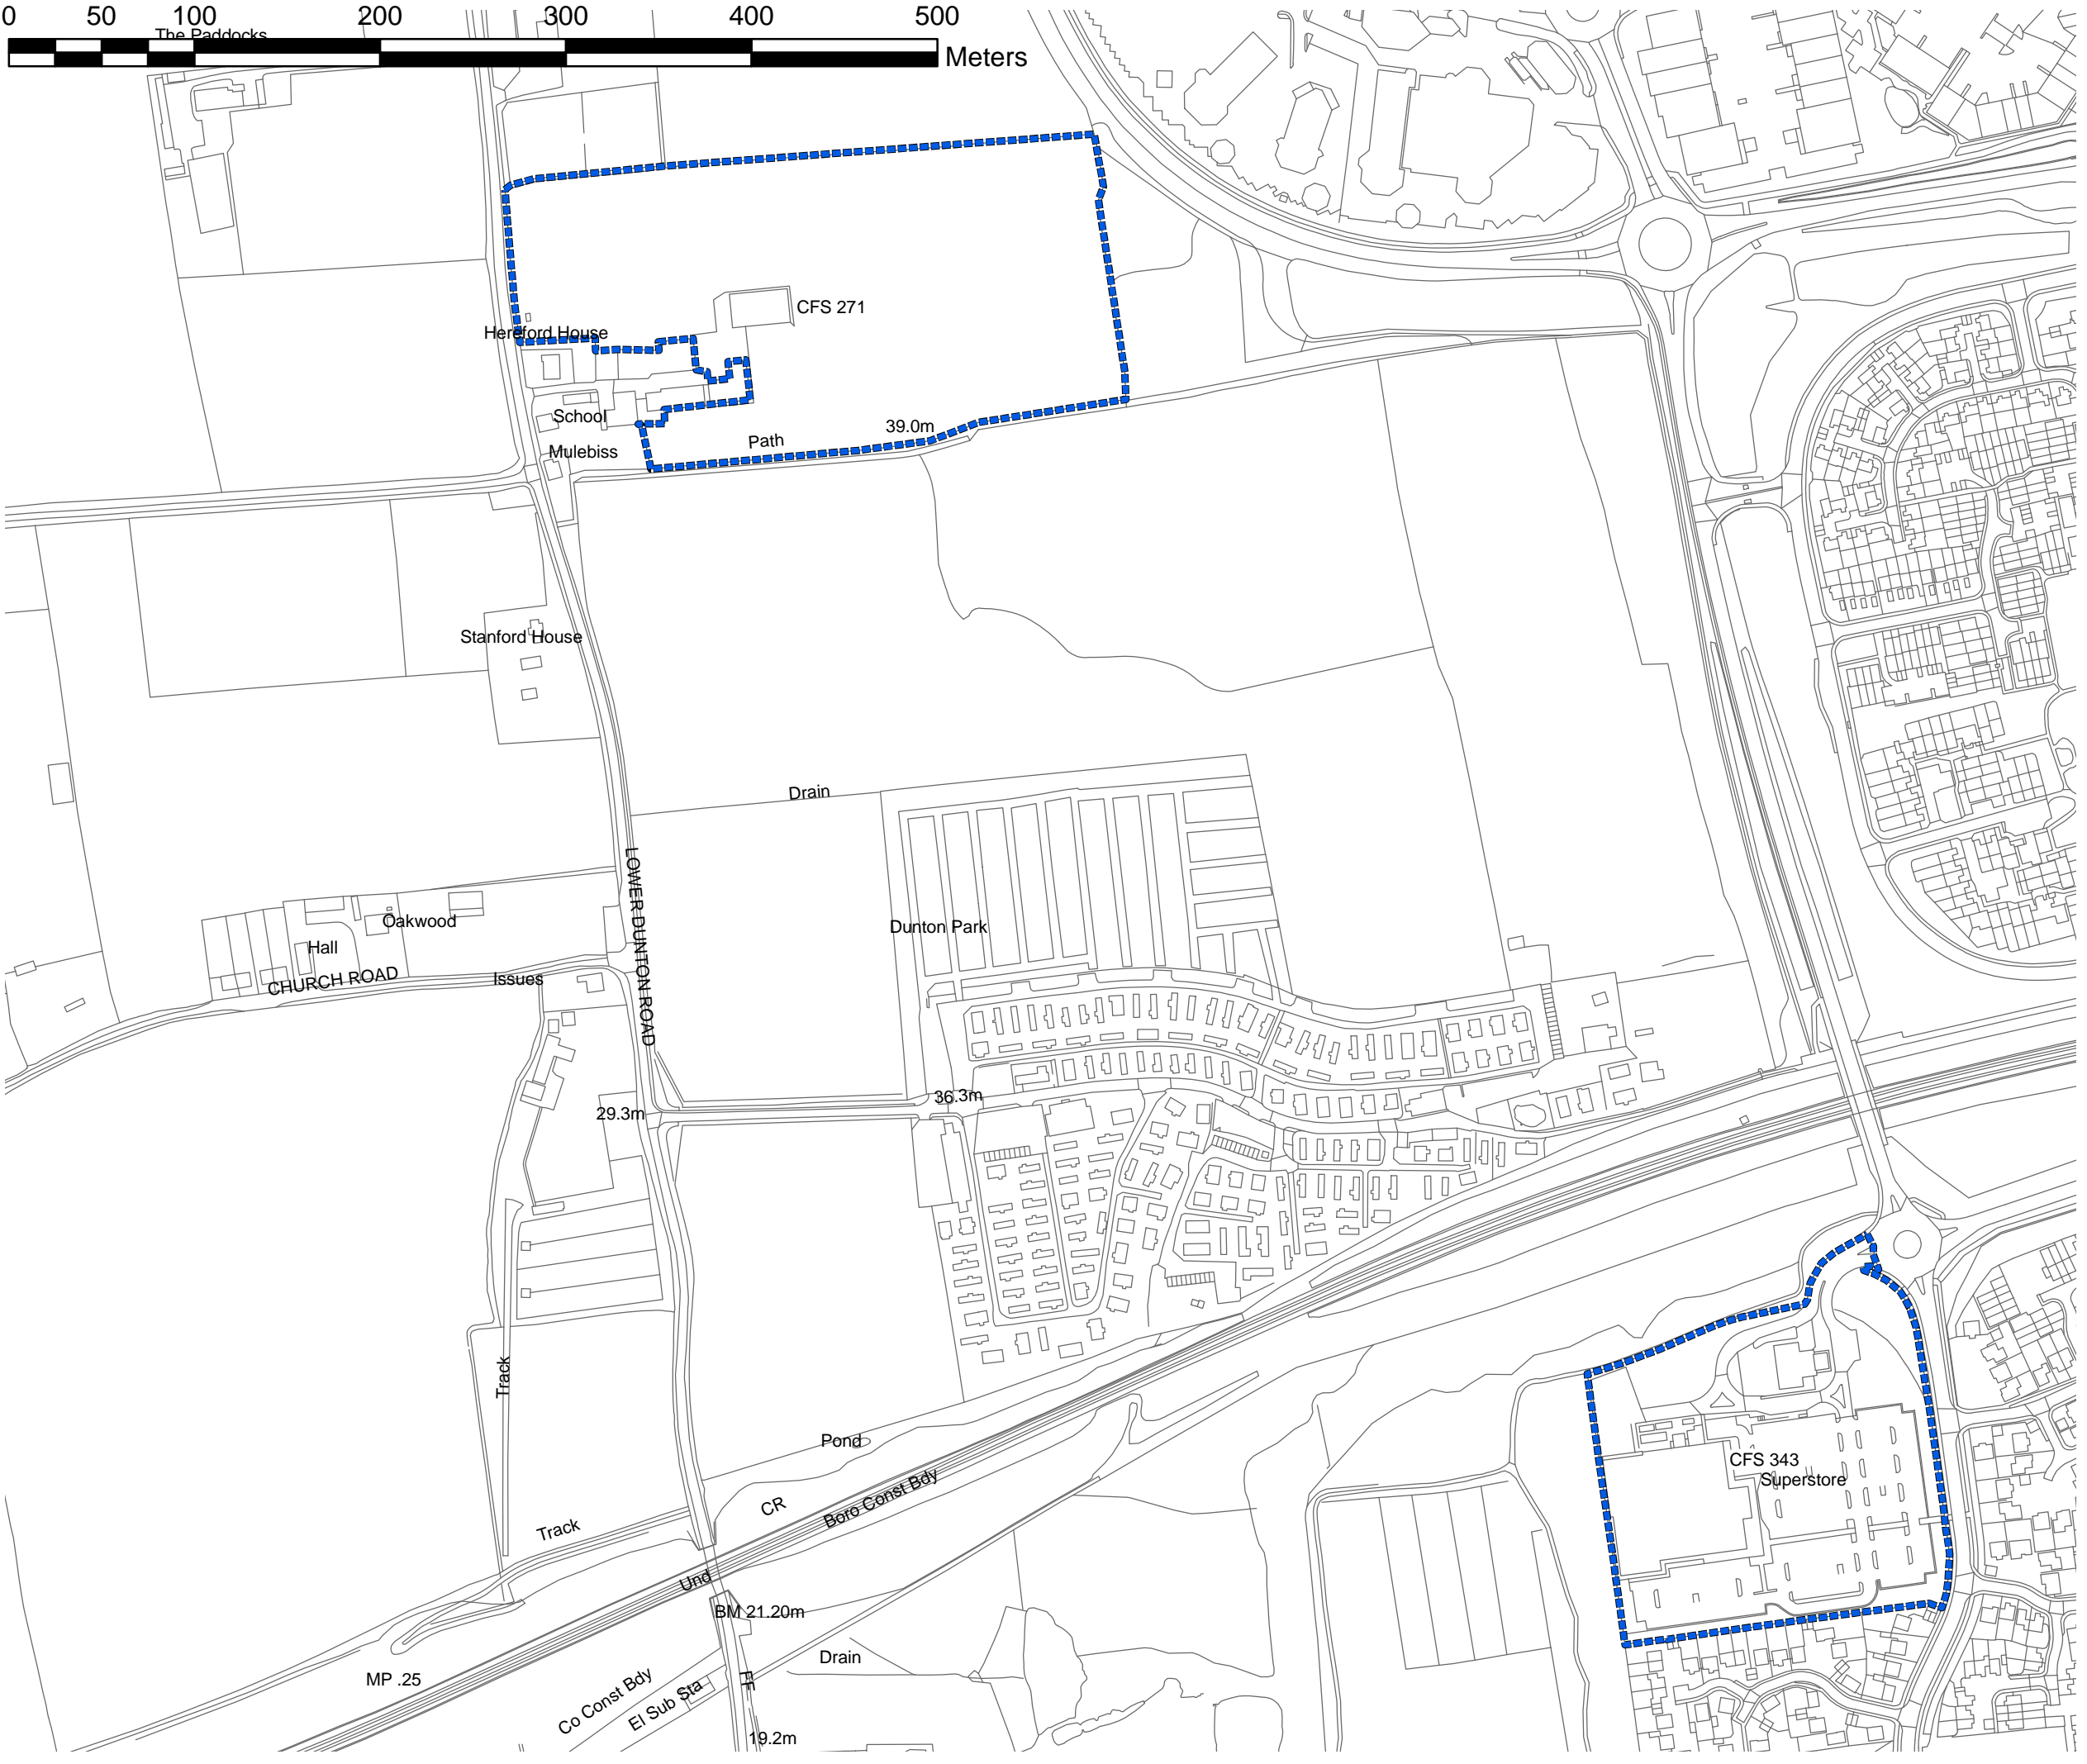 0 50 100 200 300 400 500
Meters
The Paddocks
CFS 271
Hereford House
School
Mulebiss
Path
39.0m
Stanford House
Drain
LOWER DUNTON ROAD
Oakwood
Hall
CHURCH ROAD
Issues
Dunton Park
29.3m
36.3m
Track
Pond
CR
Boro Const Bdy
Track
Und
BM 21.20m
CFS 343
Superstore
MP .25
Co Const Bdy
El Sub Sta
FF
Drain
19.2m